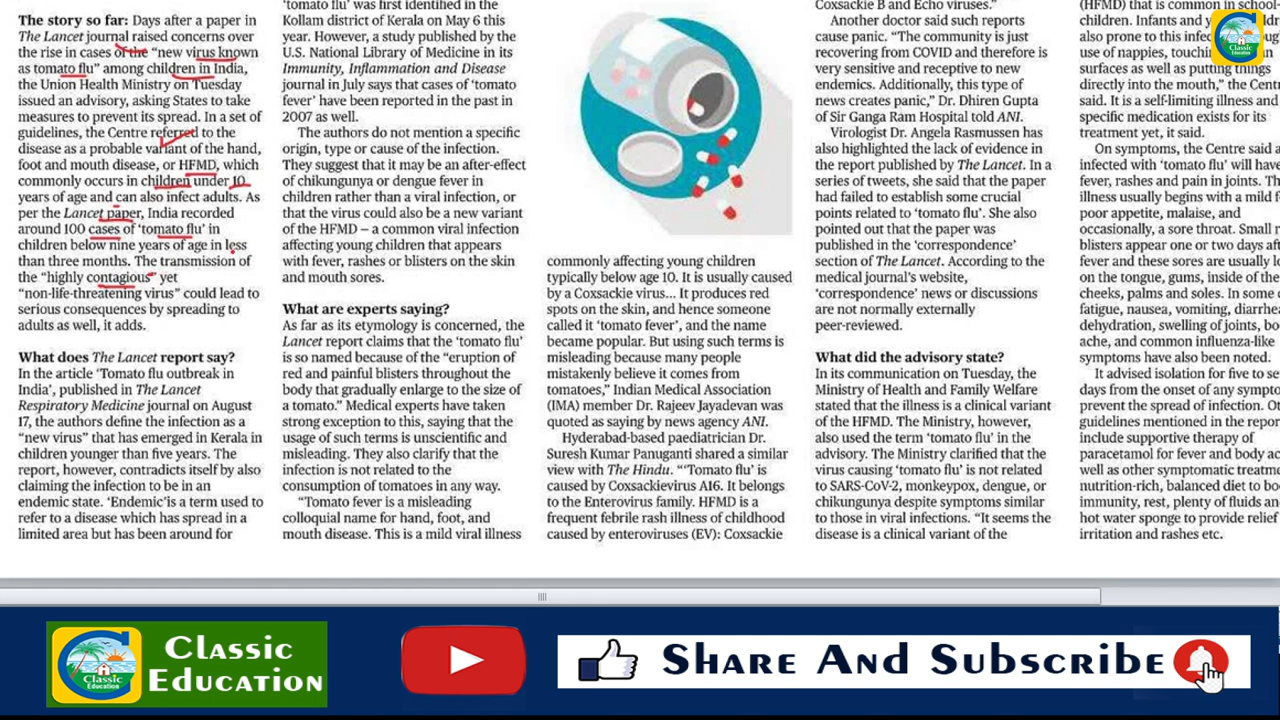 The story so far: Days after a paper in
The Lancet journal raised concerns over
the rise in cases of the “new virus known
as tomato flu” among children in India,
the Union Health Ministry on Tuesday
issued an advisory, asking States to take
measures to prevent its spread. In a set of
guidelines, the Centre referred to the
disease as a probable variant of the hand,
foot and mouth disease, or HFMD, which
commonly occurs in children under 10
years of age and can also infect adults. As
per the Lancet paper, India recorded
around 100 cases of ‘tomato flu’ in
children below nine years of age in less
than three months. The transmission of
the “highly contagious” yet
“non-life-threatening virus” could lead to
serious consequences by spreading to
adults as well, it adds.
What does The Lancet report say?
In the article ‘Tomato flu outbreak in
India’, published in The Lancet
Respiratory Medicine journal on August
17, the authors define the infection as a
“new virus” that has emerged in Kerala in
children younger than five years. The
report, however, contradicts itself by also
claiming the infection to be in an
endemic state. ‘Endemic’is a term used to
refer to a disease which has spread in a
limited area but has been around for
‘tomato flu’ was first identified in the
Kollam district of Kerala on May 6 this
year. However, a study published by the
U.S. National Library of Medicine in its
Immunity, Inflammation and Disease
journal in July says that cases of ‘tomato
fever’ have been reported in the past in
2007 as well.
The authors do not mention a specific
origin, type or cause of the infection.
They suggest that it may be an after-effect
of chikungunya or dengue fever in
children rather than a viral infection, or
that the virus could also be a new variant
of the HFMD – a common viral infection
affecting young children that appears
with fever, rashes or blisters on the skin
and mouth sores.
What are experts saying?
As far as its etymology is concerned, the
Lancet report claims that the ‘tomato flu’
is so named because of the “eruption of
red and painful blisters throughout the
body that gradually enlarge to the size of
a tomato.” Medical experts have taken
strong exception to this, saying that the
usage of such terms is unscientific and
misleading. They also clarify that the
infection is not related to the
consumption of tomatoes in any way.
“Tomato fever is a misleading
colloquial name for hand, foot, and
mouth disease. This is a mild viral illness
commonly affecting young children
typically below age 10. It is usually caused
by a Coxsackie virus... It produces red
spots on the skin, and hence someone
called it ‘tomato fever’, and the name
became popular. But using such terms is
misleading because many people
mistakenly believe it comes from
tomatoes,” Indian Medical Association
(IMA) member Dr. Rajeev Jayadevan was
quoted as saying by news agency ANI.
Hyderabad-based paediatrician Dr.
Suresh Kumar Panuganti shared a similar
view with The Hindu. “‘Tomato flu’ is
caused by Coxsackievirus A16. It belongs
to the Enterovirus family. HFMD is a
frequent febrile rash illness of childhood
caused by enteroviruses (EV): Coxsackie
Coxsackie B and Echo viruses.”
Another doctor said such reports
cause panic. “The community is just
recovering from COVID and therefore is
very sensitive and receptive to new
endemics. Additionally, this type of
news creates panic,” Dr. Dhiren Gupta
of Sir Ganga Ram Hospital told ANI.
Virologist Dr. Angela Rasmussen has
also highlighted the lack of evidence in
the report published by The Lancet. In a
series of tweets, she said that the paper
had failed to establish some crucial
points related to ‘tomato flu’. She also
pointed out that the paper was
published in the ‘correspondence’
section of The Lancet. According to the
medical journal’s website,
‘correspondence’ news or discussions
are not normally externally
peer-reviewed.
What did the advisory state?
In its communication on Tuesday, the
Ministry of Health and Family Welfare
stated that the illness is a clinical variant
of the HFMD. The Ministry, however,
also used the term ‘tomato flu’ in the
advisory. The Ministry clarified that the
virus causing ‘tomato flu’ is not related
to SARS-CoV-2, monkeypox, dengue, or
chikungunya despite symptoms similar
to those in viral infections. “It seems the
disease is a clinical variant of the
(HFMD) that is common in school-
children. Infants and
also prone to this infec
use of nappies, touchi
surfaces as well as putting things
directly into the mouth,” the Cent
said. It is a self-limiting illness and
specific medication exists for its
treatment yet, it said.
On symptoms, the Centre said a
infected with ‘tomato flu’ will have
fever, rashes and pain in joints. Th
illness usually begins with a mild f
poor appetite, malaise, and
occasionally, a sore throat. Small r
blisters appear one or two days aft
fever and these sores are usually lo
on the tongue, gums, inside of the
cheeks, palms and soles. In some c
fatigue, nausea, vomiting, diarrhea
dehydration, swelling of joints, bo
ache, and common influenza-like
symptoms have also been noted.
It advised isolation for five to se
days from the onset of any sympto
prevent the spread of infection. Ot
guidelines mentioned in the repor
include supportive therapy of
paracetamol for fever and body ac
well as other symptomatic treatme
nutrition-rich, balanced diet to boo
immunity, rest, plenty of fluids an
hot water sponge to provide relief
irritation and rashes etc.
Classic
Education
Classic
Education
Classic
Education
Share And Subscribe